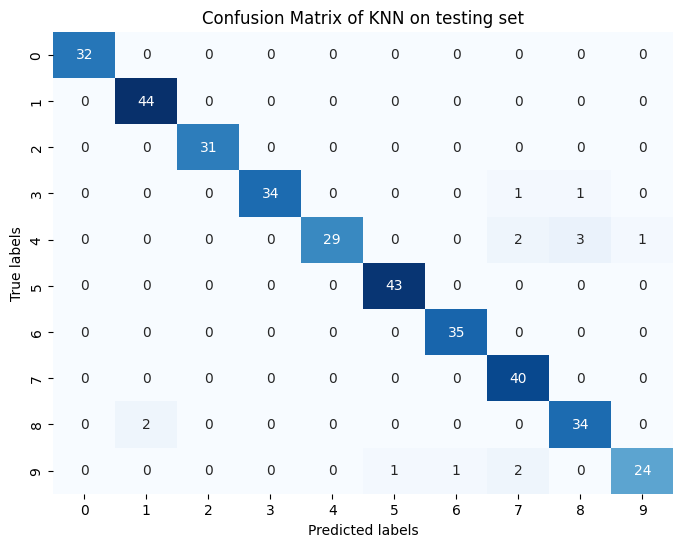 Confusion Matrix of KNN on testing set
0 32 0 0 0 0 0 0 0 0 0
1 0 44 0 0 0 0 0 0 0 0
2 0 0 31 0 0 0 0 0 0 0
3 0 0 0 34 0 0 0 1 1 0
4 0 0 0 0 29 0 0 2 3 1
5 0 0 0 0 0 43 0 0 0 0
6 0 0 0 0 0 0 35 0 0 0
7 0 0 0 0 0 0 0 40 0 0
8 0 2 0 0 0 0 0 0 34 0
9 0 0 0 0 0 1 1 2 0 24
0 1 2 3 4 5 6 7 8 9
True labels
Predicted labels